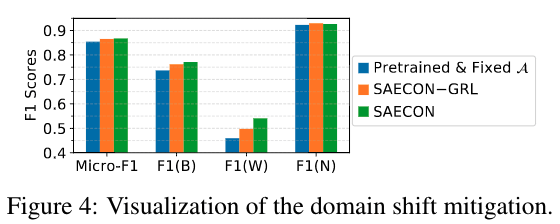 F1 Scores
0.9
0.8
0.7
0.6
0.5
0.4
Micro-F1 F1(B) F1(W) F1(N)
Pretrained & Fixed 𝒜
SAECON−GRL
SAECON
Figure 4: Visualization of the domain shift mitigation.